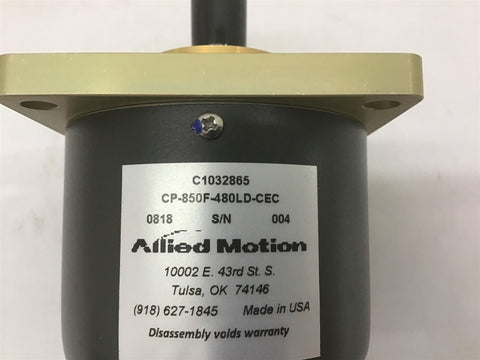 C1032865
CP-850F-480LD-CEC
0818 S/N 004
Allied Motion
10002 E. 43rd St. S.
Tulsa, OK 74146
(918) 627-1845 Made in USA
Disassembly voids warranty